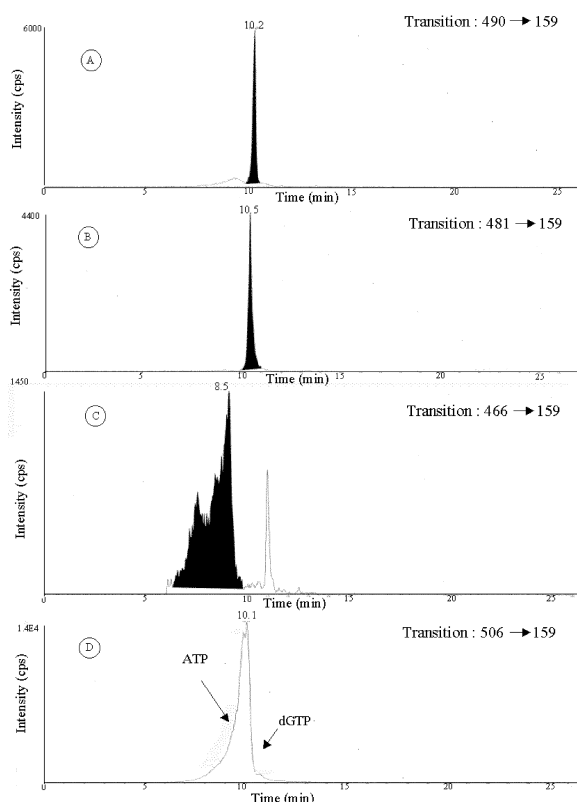 10.2
Transition : 490 → 159
6000
A
Intensity (cps)
0 5 10 15 20 25
Time (min)
10.5
Transition : 481 → 159
4400
B
Intensity (cps)
0 5 10 15 20 25
Time (min)
8.5
1450
Transition : 466 → 159
C
Intensity (cps)
0 5 10 15 20 25
Time (min)
10.1
1.4E4
Transition : 506 → 159
D
ATP
dGTP
Intensity (cps)
0 5 10 15 20 25
Time (min)